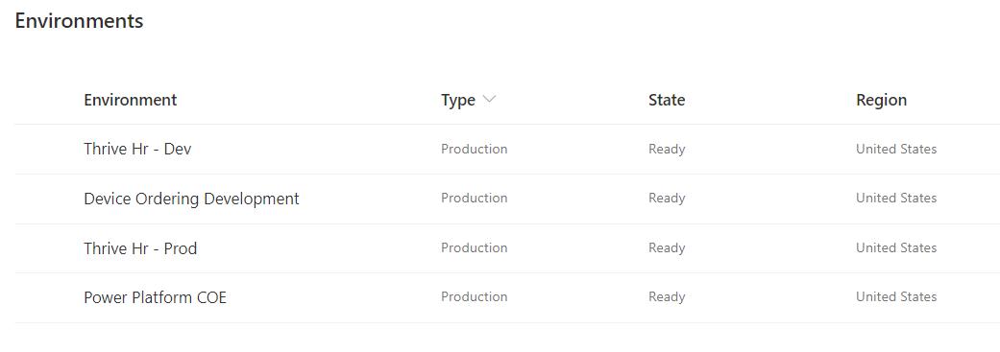 Environments
Environment Type State Region
Thrive Hr - Dev Production Ready United States
Device Ordering Development Production Ready United States
Thrive Hr - Prod Production Ready United States
Power Platform COE Production Ready United States